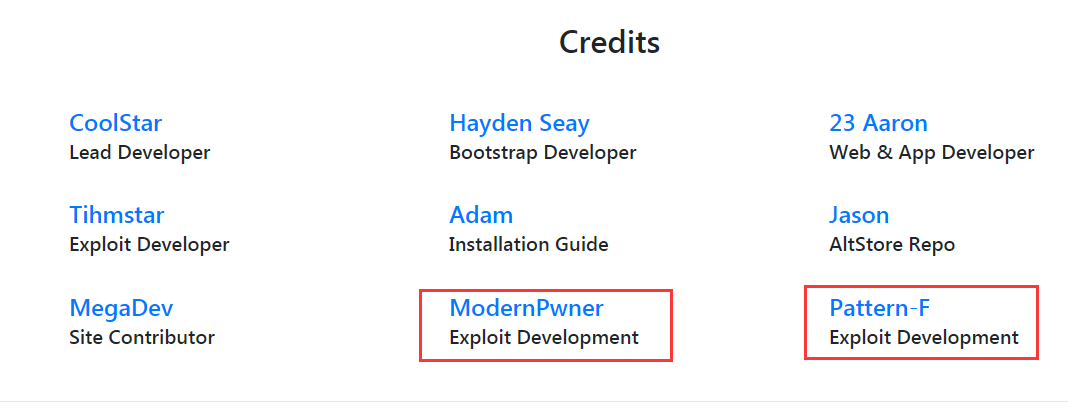 Credits
CoolStar
Lead Developer
Hayden Seay
Bootstrap Developer
23 Aaron
Web & App Developer
Tihmstar
Exploit Developer
Adam
Installation Guide
Jason
AltStore Repo
MegaDev
Site Contributor
ModernPwner
Exploit Development
Pattern-F
Exploit Development